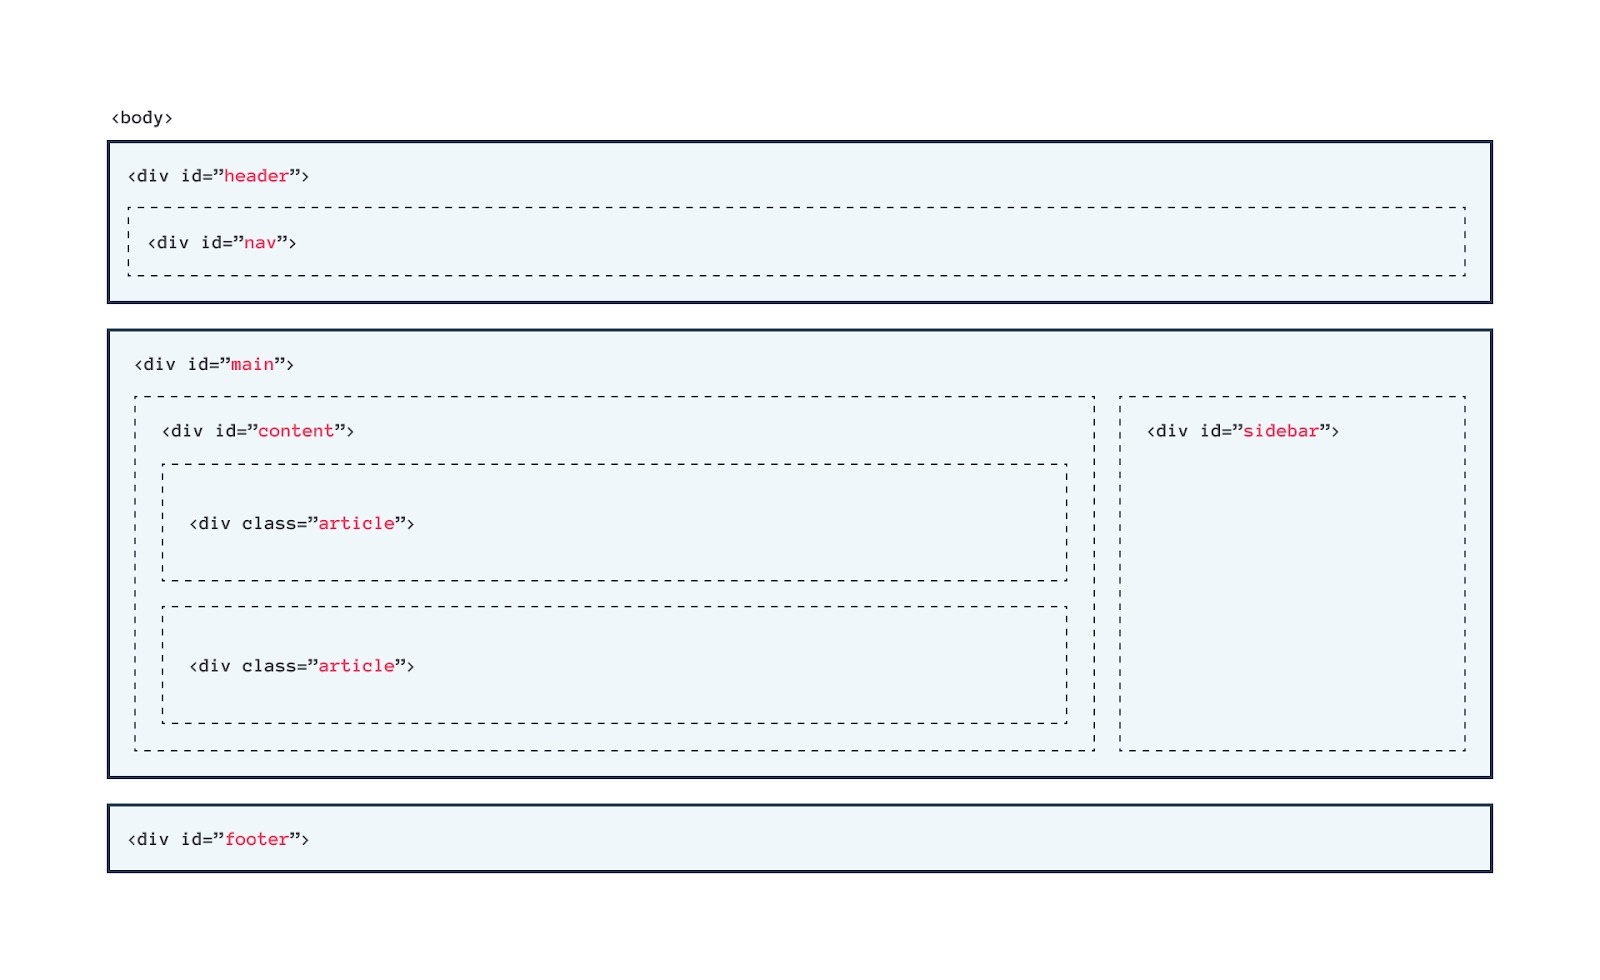 <body>
<div id=”header”>
<div id=”nav”>
<div id=”main”>
<div id=”content”>
<div id=”sidebar”>
<div class=”article”>
<div class=”article”>
<div id=”footer”>